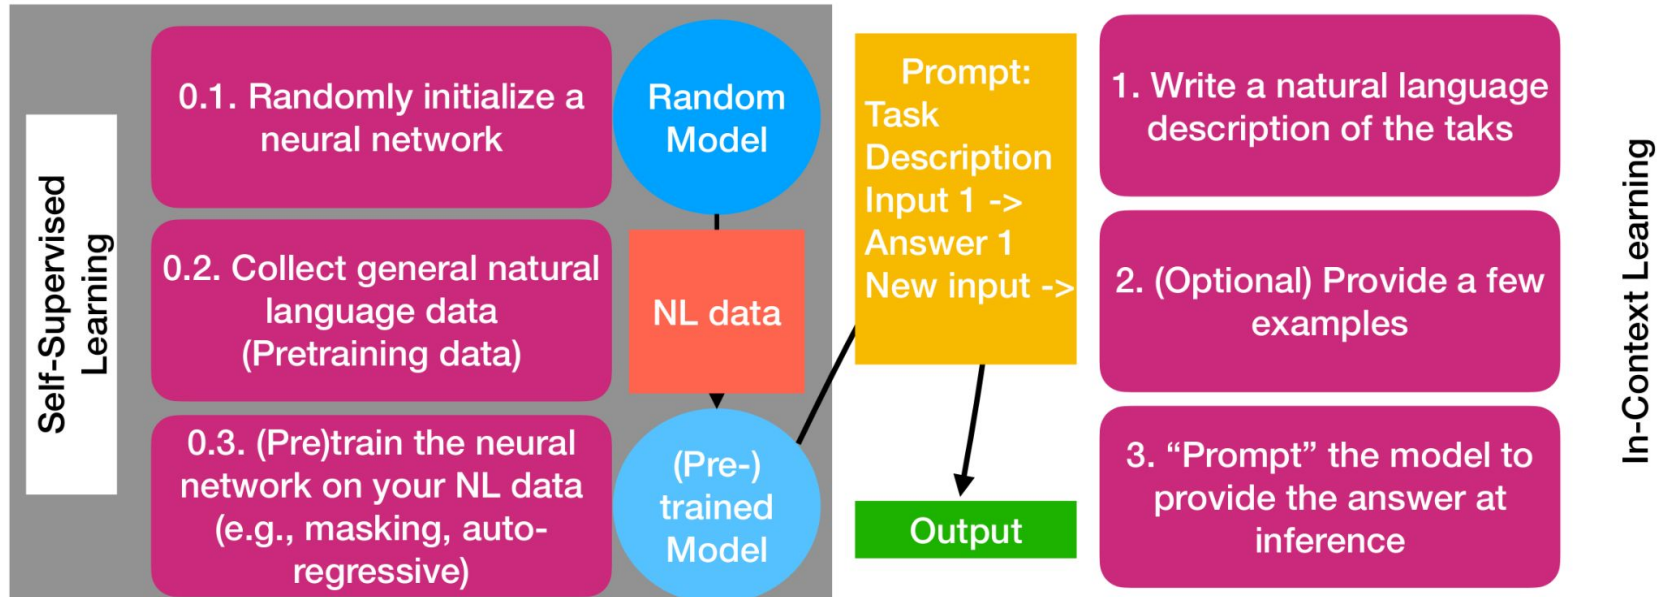 Self-Supervised
Learning
0.1. Randomly initialize a
neural network
0.2. Collect general natural
language data
(Pretraining data)
0.3. (Pre)train the neural
network on your NL data
(e.g., masking, auto-
regressive)
Random
Model
NL data
(Pre-)
trained
Model
Prompt:
Task
Description
Input 1 ->
Answer 1
New input ->
Output
1. Write a natural language
description of the taks
2. (Optional) Provide a few
examples
3. “Prompt” the model to
provide the answer at
inference
In-Context Learning